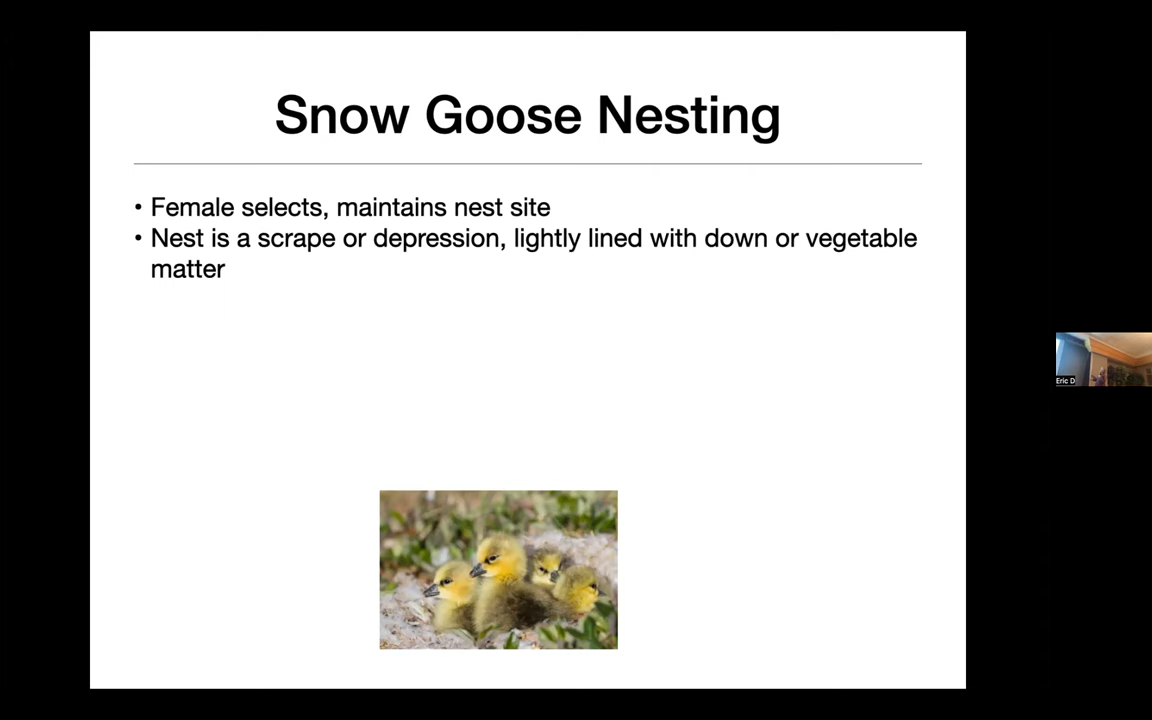 Snow Goose Nesting
• Female selects, maintains nest site
• Nest is a scrape or depression, lightly lined with down or vegetable
matter
Eric D